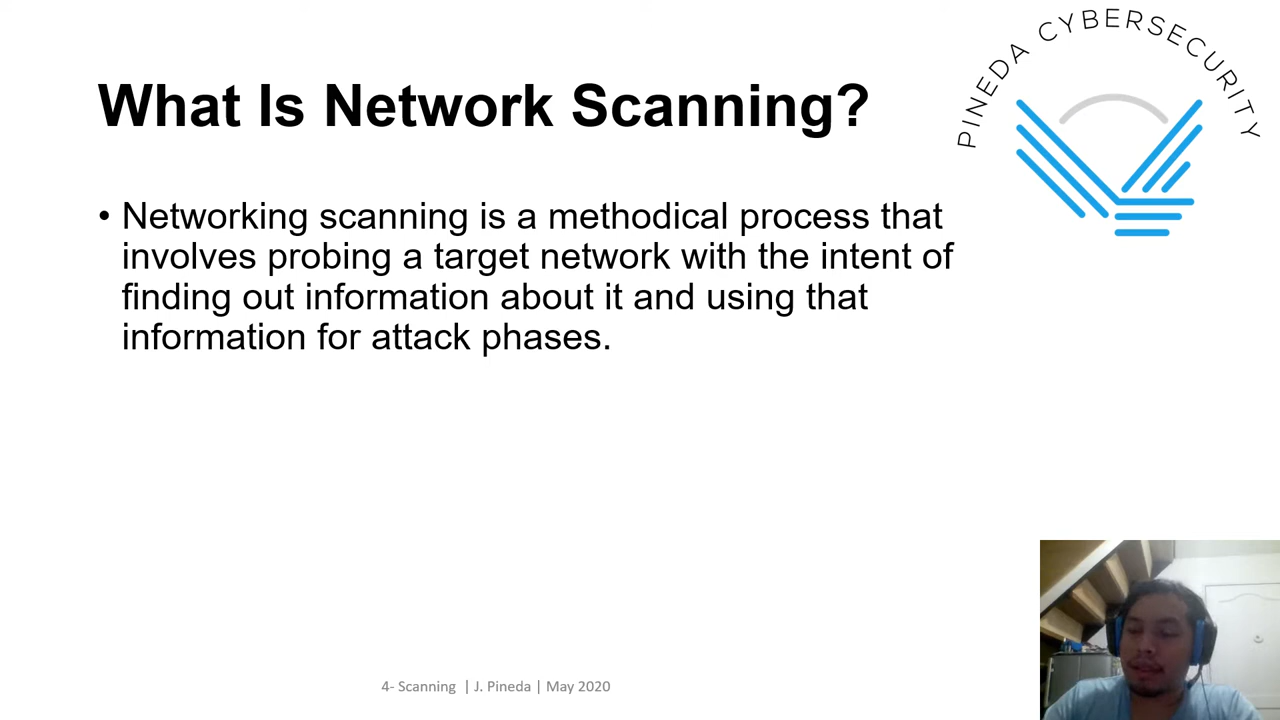 PINEDA CYBERSECURITY
What Is Network Scanning?
• Networking scanning is a methodical process that
involves probing a target network with the intent of
finding out information about it and using that
information for attack phases.
4- Scanning | J. Pineda | May 2020